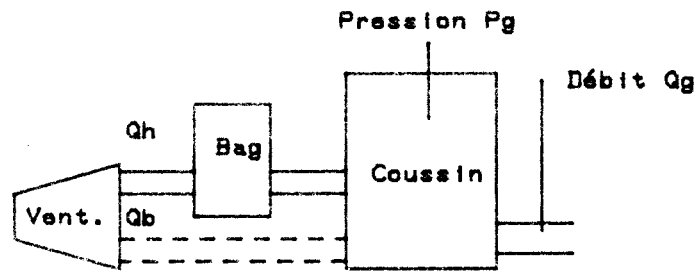 Pression Pg
Débit Qg
Qh
Bag
Coussin
Vent.
Qb